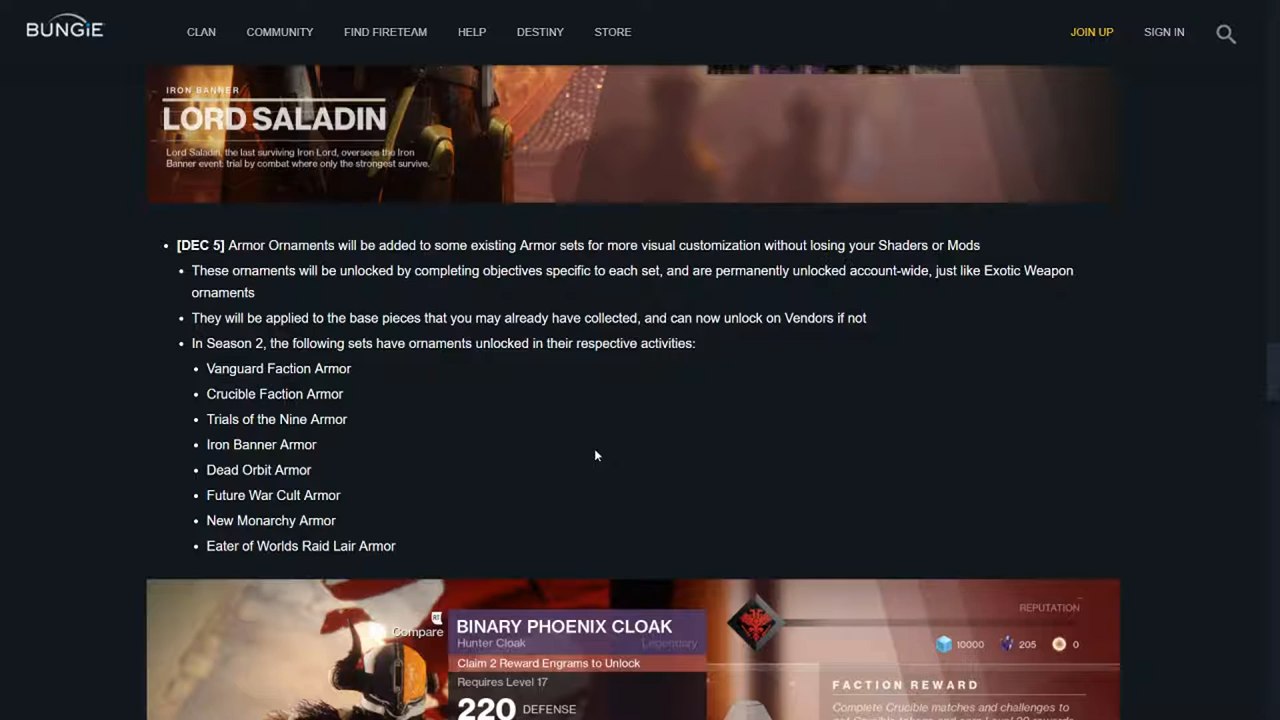 BUNGiE
CLAN COMMUNITY FIND FIRETEAM HELP DESTINY STORE JOIN UP SIGN IN
IRON BANNER
LORD SALADIN
Lord Saladin, the last surviving Iron Lord, oversees the Iron
Banner event: trial by combat where only the strongest survive.
• [DEC 5] Armor Ornaments will be added to some existing Armor sets for more visual customization without losing your Shaders or Mods
• These ornaments will be unlocked by completing objectives specific to each set, and are permanently unlocked account-wide, just like Exotic Weapon
ornaments
• They will be applied to the base pieces that you may already have collected, and can now unlock on Vendors if not
• In Season 2, the following sets have ornaments unlocked in their respective activities:
• Vanguard Faction Armor
• Crucible Faction Armor
• Trials of the Nine Armor
• Iron Banner Armor
• Dead Orbit Armor
• Future War Cult Armor
• New Monarchy Armor
• Eater of Worlds Raid Lair Armor
Compare
BINARY PHOENIX CLOAK
Hunter Cloak Legendary
Claim 2 Reward Engrams to Unlock
Requires Level 17
220 DEFENSE
REPUTATION
10000 205 0
FACTION REWARD
Complete Crucible matches and challenges to